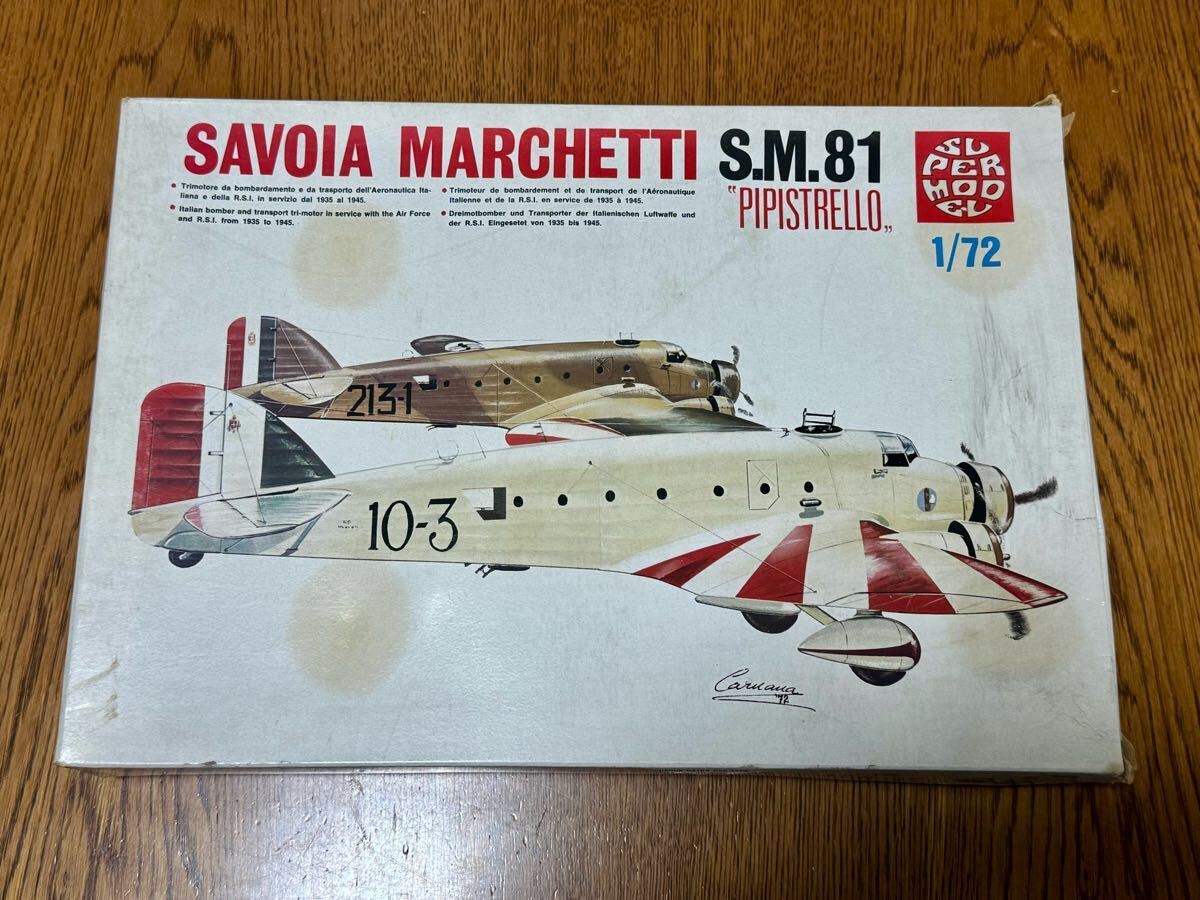 SAVOIA MARCHETTI S.M.81
"PIPISTRELLO„
SUPERMODEL
1/72
• Trimotore da bombardamento e da trasporto dell'Aeronautica Ita-
liana e della R.S.I. in servizio dal 1935 al 1945.
• Italian bomber and transport tri-motor in service with the Air Force
and R.S.I. from 1935 to 1945.
• Trimoteur de bombardement et de transport de l'Aéronautique
Italienne et de la R.S.I. en service de 1935 à 1945.
• Dreimotbomber und Transporter der Italienischen Luftwaffe und
der R.S.I. Eingesetet von 1935 bis 1945.
213-1
10-3
Caruana